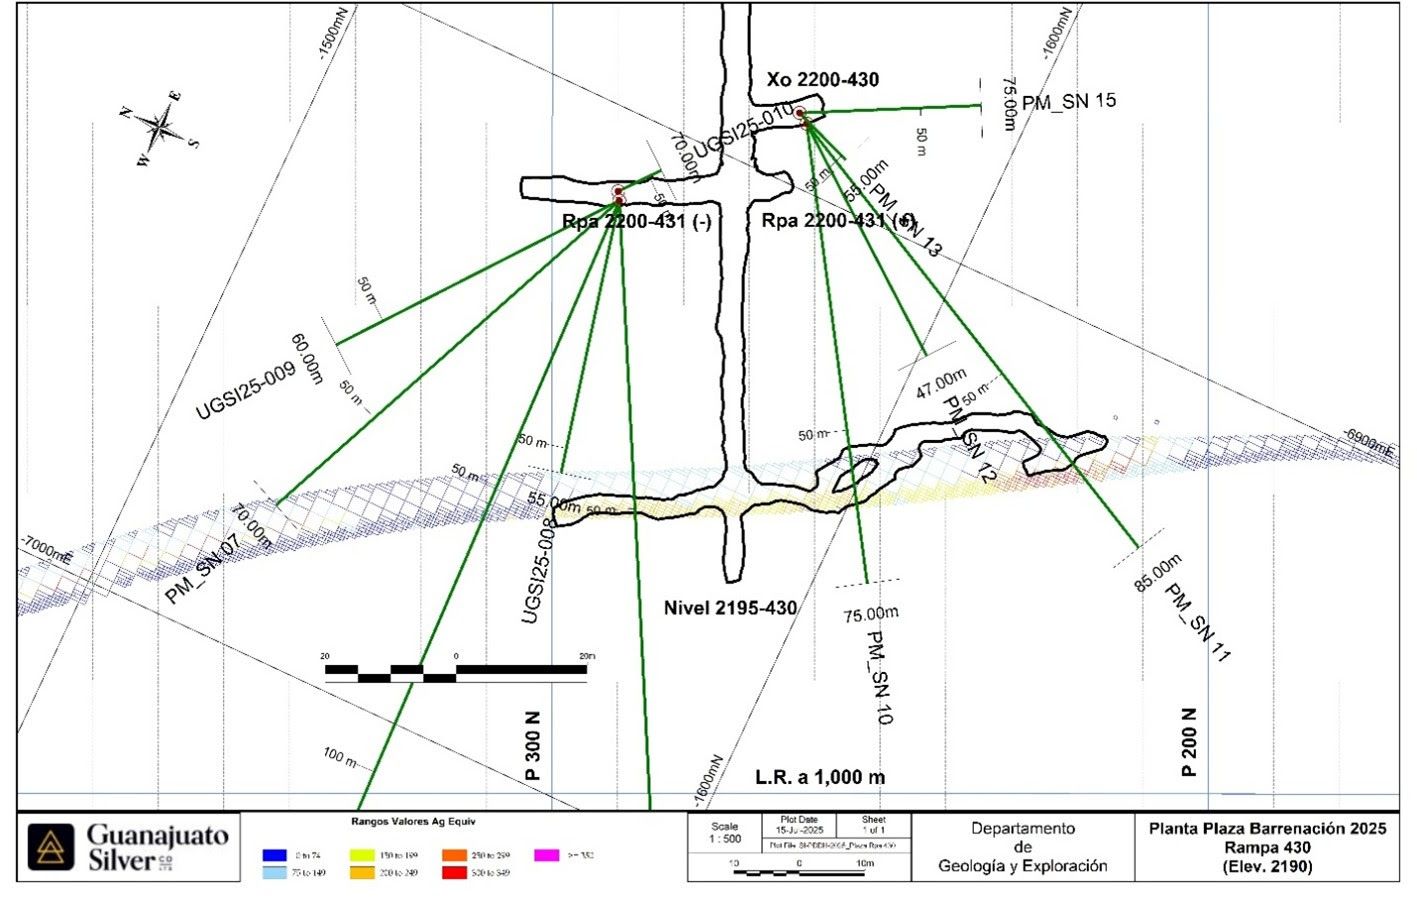 -1500mN
-1600mN
N
E
S
W
Xo 2200-430
UGSI25-010
70.00m
50 m
75.00m
PM_SN 15
50 m
50 m
55.00m
PM_SN 13
Rpa 2200-431 (-)
Rpa 2200-431 (+)
50 m
60.00m
UGSI25-009
50 m
47.00m
PM_SN 12
50 m
50 m
50 m
50 m
-6900mE
-7000mE
70.00m
PM_SN 07
55.00m
50 m
UGSI25-008
Nivel 2195-430
75.00m
PM_SN 10
85.00m
PM_SN 11
20
0
20m
100 m
P 300 N
P 200 N
-1600mN
L.R. a 1,000 m
Guanajuato
Silver CO LTD
Rangos Valores Ag Equiv
0 to 74
75 to 149
150 to 199
200 to 249
250 to 299
300 to 349
Scale
1 : 500
Plot Date
15-Jul-2025
Sheet
1 of 1
10
0
10m
Departamento
de
Geología y Exploración
Planta Plaza Barrenación 2025
Rampa 430
(Elev. 2190)